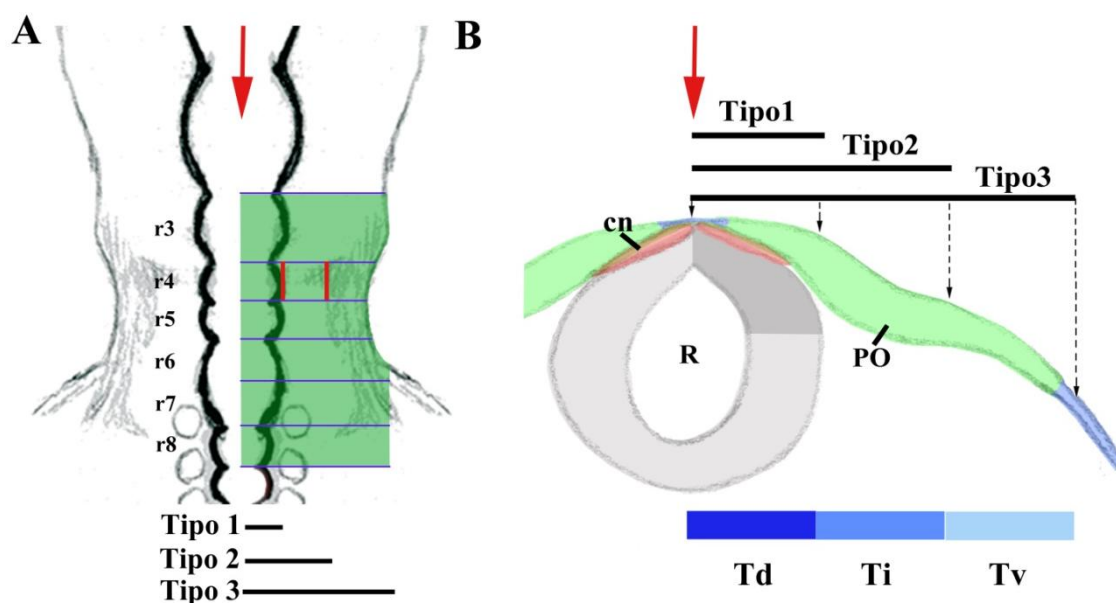 A
r3
r4
r5
r6
r7
r8
Tipo 1
Tipo 2
Tipo 3
B
Tipo1
Tipo2
Tipo3
cn
R
PO
Td Ti Tv